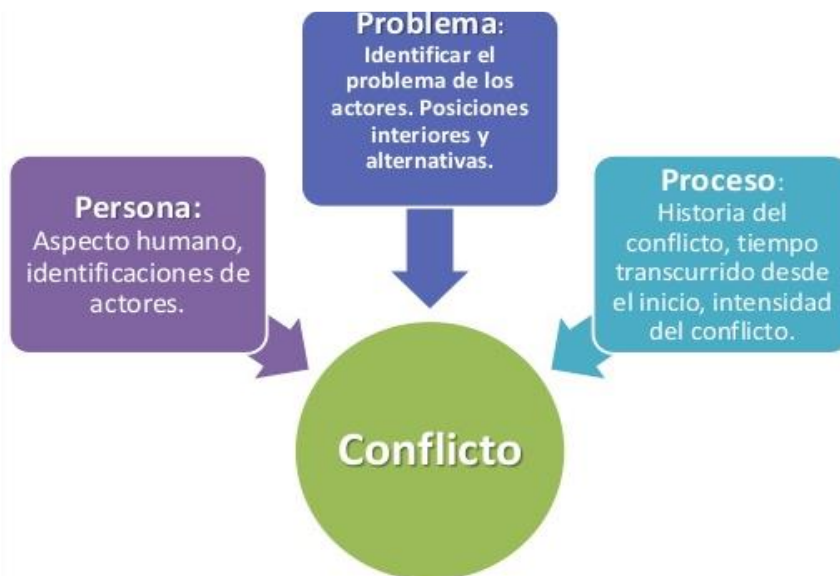 Problema:
Identificar el
problema de los
actores. Posiciones
interiores y
alternativas.
Persona:
Aspecto humano,
identificaciones de
actores.
Proceso:
Historia del
conflicto, tiempo
transcurrido desde
el inicio, intensidad
del conflicto.
Conflicto